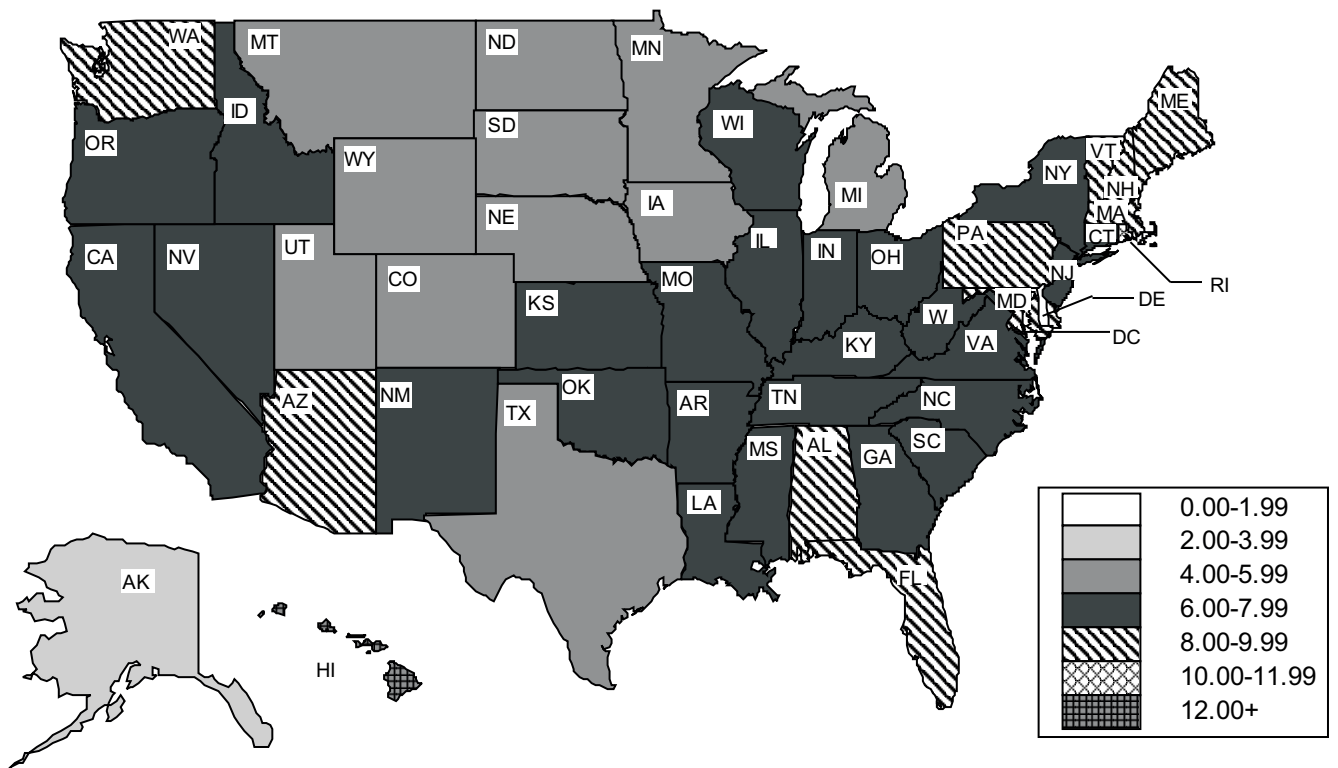 WA
MT
ND
MN
ME
ID
OR
SD
WI
VT
NY
WY
NH
MI
IA
MA
NE
PA
CT
UT
IL
CA
NV
IN
OH
CO
MO
NJ
RI
KS
MD
DE
W
DC
KY
VA
AZ
NM
OK
TN
NC
AR
TX
SC
MS
AL
GA
LA
FL
AK
HI
0.00-1.99
2.00-3.99
4.00-5.99
6.00-7.99
8.00-9.99
10.00-11.99
12.00+